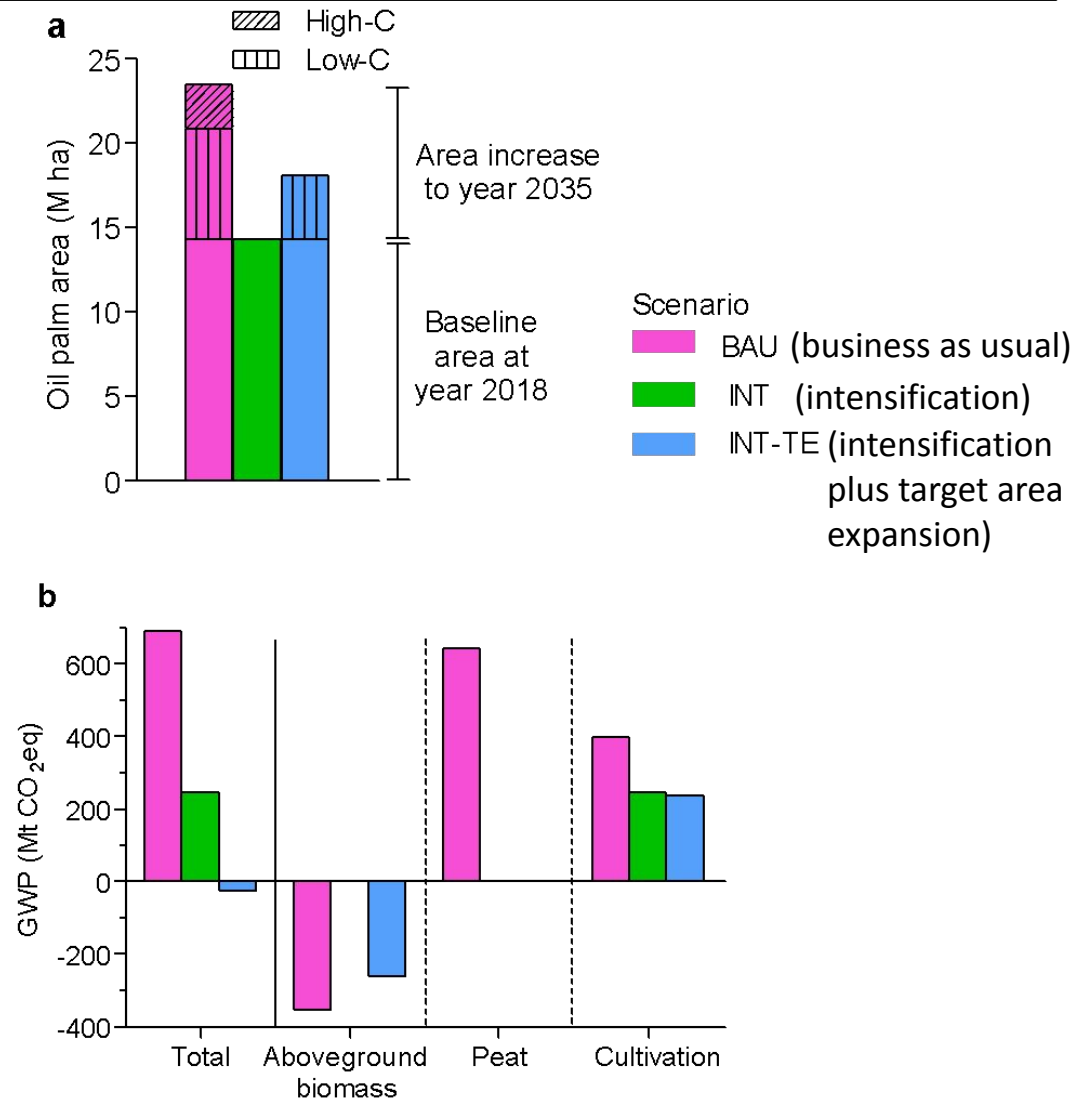 a
High-C
Low-C
25
20
15
10
5
0
Oil palm area (M ha)
Area increase
to year 2035
Baseline
area at
year 2018
Scenario
BAU (business as usual)
INT (intensification)
INT-TE (intensification
plus target area
expansion)
b
600
400
200
0
-200
-400
GWP (Mt CO₂eq)
Total
Aboveground
biomass
Peat
Cultivation